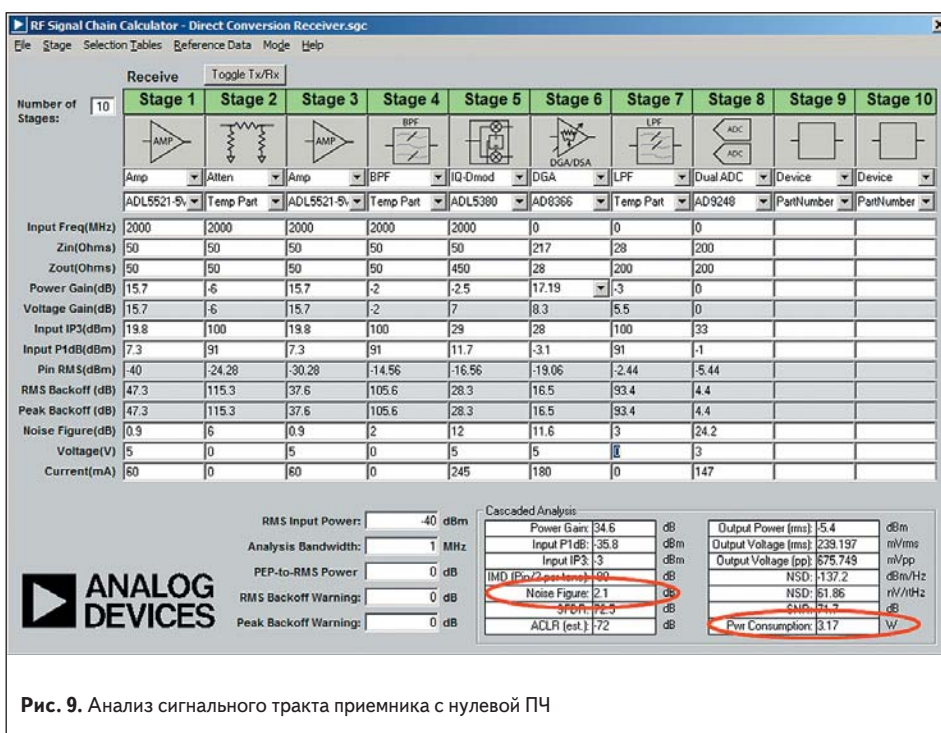 RF Signal Chain Calculator - Direct Conversion Receiver.sgc
File Stage Selection Tables Reference Data Mode Help
Receive Toggle Tx/Rx
Number of Stages: 10
Stage 1 Stage 2 Stage 3 Stage 4 Stage 5 Stage 6 Stage 7 Stage 8 Stage 9 Stage 10
AMP AMP BPF DGA/DSA LPF ADC ADC
Amp Atten Amp BPF IQ-Dmod DGA LPF Dual ADC Device Device
ADL5521-5V Temp Part ADL5521-5V Temp Part ADL5380 AD8366 Temp Part AD9248 PartNumber PartNumber
Input Freq(MHz) 2000 2000 2000 2000 2000 0 0 0
Zin(Ohms) 50 50 50 50 50 217 28 200
Zout(Ohms) 50 50 50 50 450 28 200 200
Power Gain(dB) 15.7 -6 15.7 -2 -2.5 17.19 -3 0
Voltage Gain(dB) 15.7 -6 15.7 -2 7 8.3 5.5 0
Input IP3(dBm) 19.8 100 19.8 100 29 28 100 33
Input P1dB(dBm) 7.3 91 7.3 91 11.7 -3.1 91 -1
Pin RMS(dBm) -40 -24.28 -30.28 -14.56 -16.56 -19.06 -2.44 -5.44
RMS Backoff (dB) 47.3 115.3 37.6 105.6 28.3 16.5 93.4 4.4
Peak Backoff (dB) 47.3 115.3 37.6 105.6 28.3 16.5 93.4 4.4
Noise Figure(dB) 0.9 6 0.9 2 12 11.6 3 24.2
Voltage(V) 5 0 5 0 5 5 0 3
Current(mA) 60 0 60 0 245 180 0 147
RMS Input Power: -40 dBm
Analysis Bandwidth: 1 MHz
PEP-to-RMS Power 0 dB
RMS Backoff Warning: 0 dB
Peak Backoff Warning: 0 dB
ANALOG
DEVICES
Cascaded Analysis
Power Gain: 34.6 dB Output Power (rms): -5.4 dBm
Input P1dB: -35.8 dBm Output Voltage (rms): 239.197 mVrms
Input IP3: -3 dBm Output Voltage (pp): 675.749 mVpp
IMD (Pin/2 per tone): -80 dB NSD: -137.2 dBm/Hz
Noise Figure: 2.1 dB NSD: 61.86 nV/rtHz
SFDR: 72.5 dB SNR: 71.7 dB
ACLR (est.): -72 dB Pwr Consumption: 3.17 W
Рис. 9. Анализ сигнального тракта приемника с нулевой ПЧ